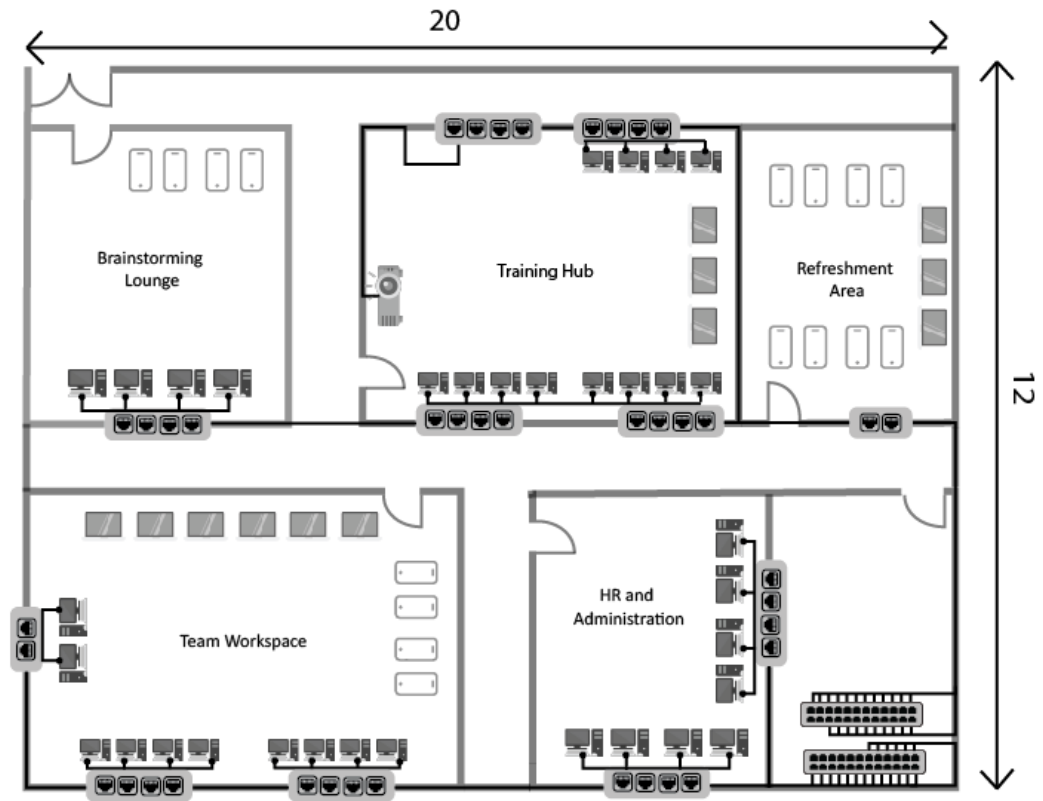 20
12
Brainstorming
Lounge
Training Hub
Refreshment
Area
Team Workspace
HR and
Administration